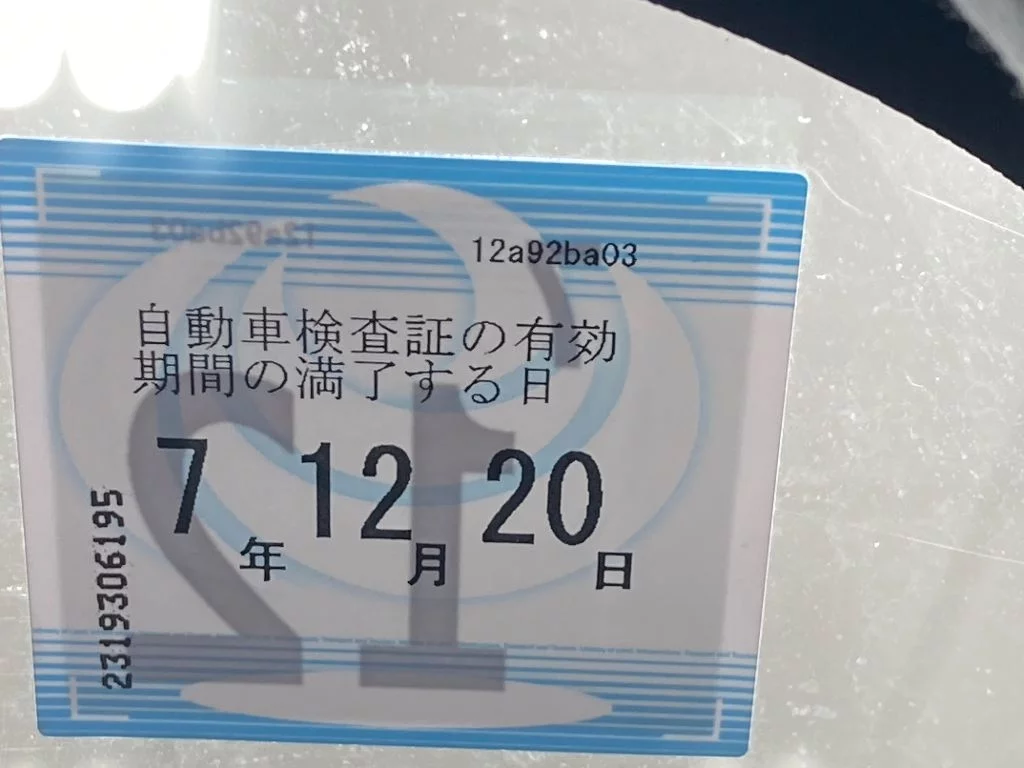 12a92ba03
自動車検査証の有効
期間の満了する日
7年12月20日
2319306195